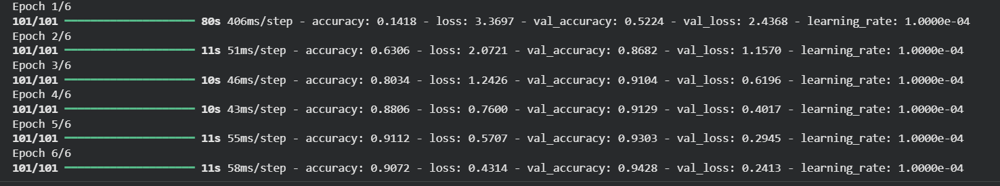 Epoch 1/6
101/101 ━━━━━━━━━━━━━━━━━━━━ 80s 406ms/step - accuracy: 0.1418 - loss: 3.3697 - val_accuracy: 0.5224 - val_loss: 2.4368 - learning_rate: 1.0000e-04
Epoch 2/6
101/101 ━━━━━━━━━━━━━━━━━━━━ 11s 51ms/step - accuracy: 0.6306 - loss: 2.0721 - val_accuracy: 0.8682 - val_loss: 1.1570 - learning_rate: 1.0000e-04
Epoch 3/6
101/101 ━━━━━━━━━━━━━━━━━━━━ 10s 46ms/step - accuracy: 0.8034 - loss: 1.2426 - val_accuracy: 0.9104 - val_loss: 0.6196 - learning_rate: 1.0000e-04
Epoch 4/6
101/101 ━━━━━━━━━━━━━━━━━━━━ 10s 43ms/step - accuracy: 0.8806 - loss: 0.7600 - val_accuracy: 0.9129 - val_loss: 0.4017 - learning_rate: 1.0000e-04
Epoch 5/6
101/101 ━━━━━━━━━━━━━━━━━━━━ 11s 55ms/step - accuracy: 0.9112 - loss: 0.5707 - val_accuracy: 0.9303 - val_loss: 0.2945 - learning_rate: 1.0000e-04
Epoch 6/6
101/101 ━━━━━━━━━━━━━━━━━━━━ 11s 58ms/step - accuracy: 0.9072 - loss: 0.4314 - val_accuracy: 0.9428 - val_loss: 0.2413 - learning_rate: 1.0000e-04